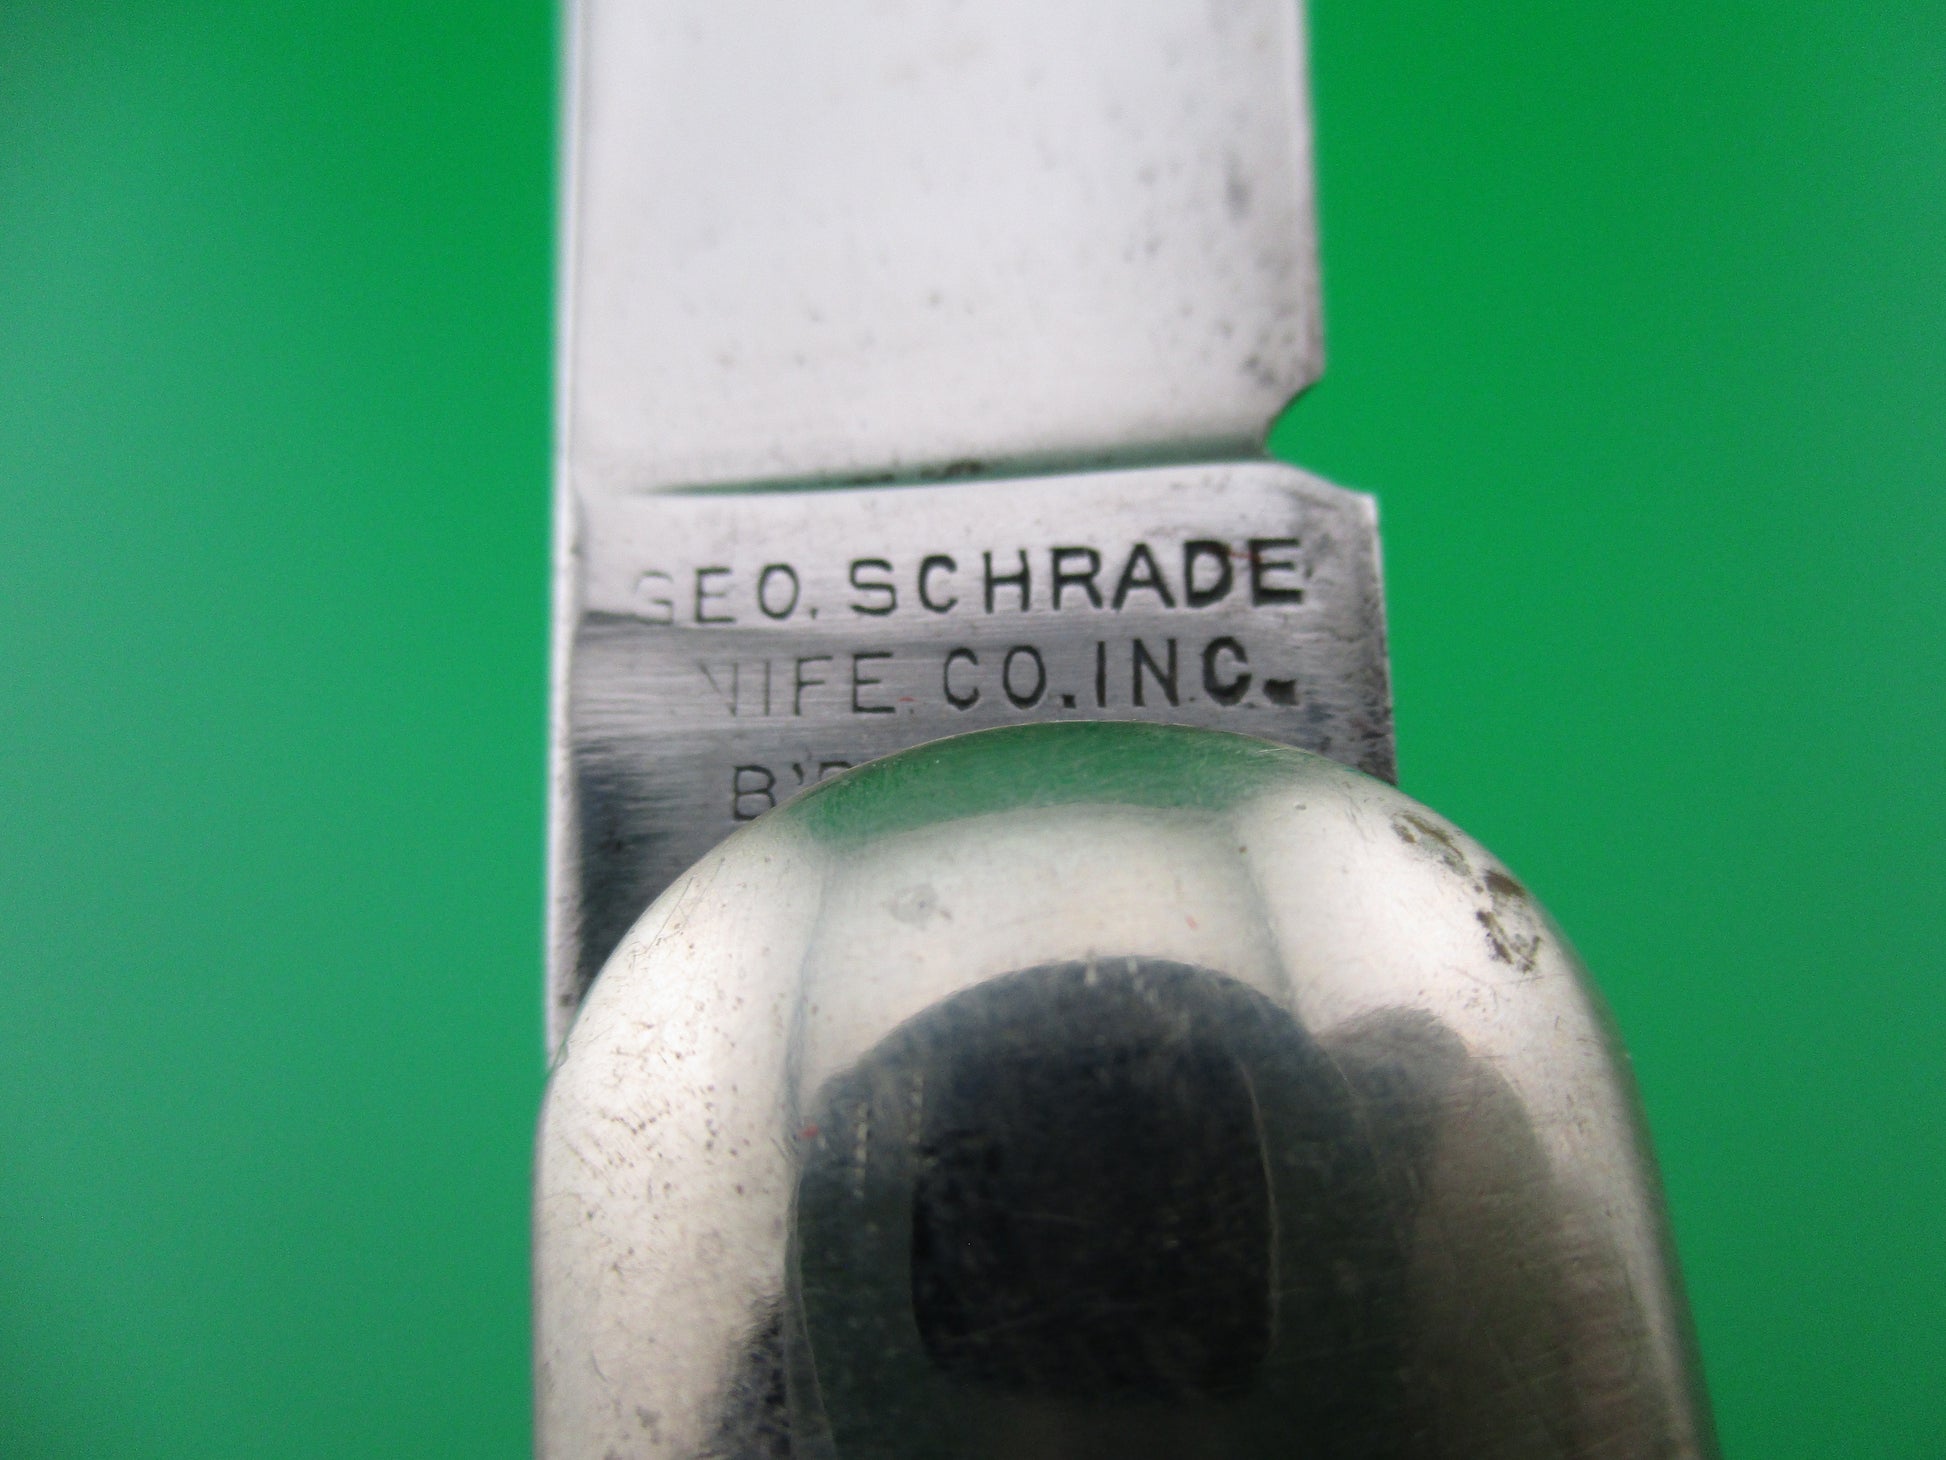 GEO. SCHRADE
NIFE CO. INC.
B'